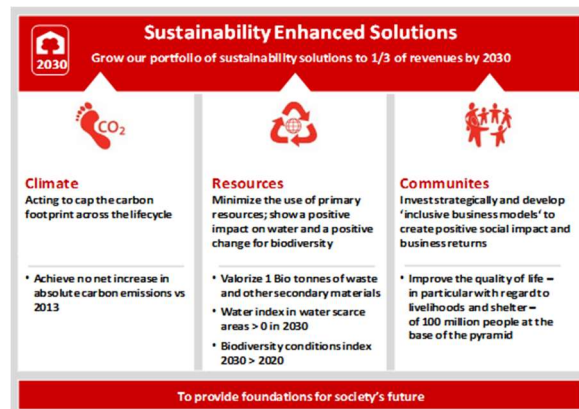 Sustainability Enhanced Solutions
2030
Grow our portfolio of sustainability solutions to 1/3 of revenues by 2030
CO₂
Climate
Acting to cap the carbon
footprint across the lifecycle
• Achieve no net increase in
absolute carbon emissions vs
2013
Resources
Minimize the use of primary
resources; show a positive
impact on water and a positive
change for biodiversity
• Valorize 1 Bio tonnes of waste
and other secondary materials
• Water index in water scarce
areas > 0 in 2030
• Biodiversity conditions index
2030 > 2020
Communites
Invest strategically and develop
‘inclusive business models‘ to
create positive social impact and
business returns
• Improve the quality of life –
in particular with regard to
livelihoods and shelter –
of 100 million people at the
base of the pyramid
To provide foundations for society’s future